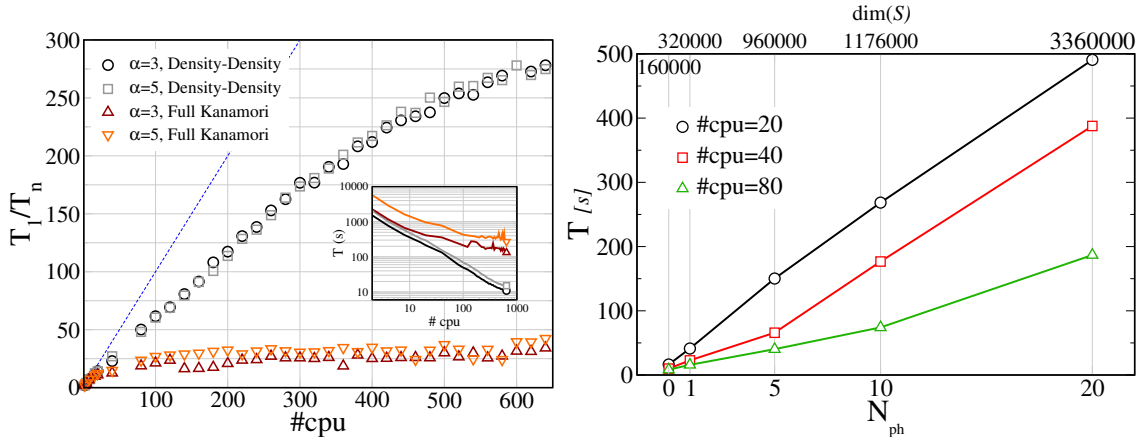 300
250
200
150
100
75
50
25
0
T1/Tn
α=3, Density-Density
α=5, Density-Density
α=3, Full Kanamori
α=5, Full Kanamori
10000
1000
100
10
T (s)
10 100 1000
# cpu
100 200 300 400 500 600
#cpu
dim(S)
160000 320000 960000 1176000 3360000
500
400
300
200
100
0
T [s]
#cpu=20
#cpu=40
#cpu=80
0 1 5 10 20
Nph